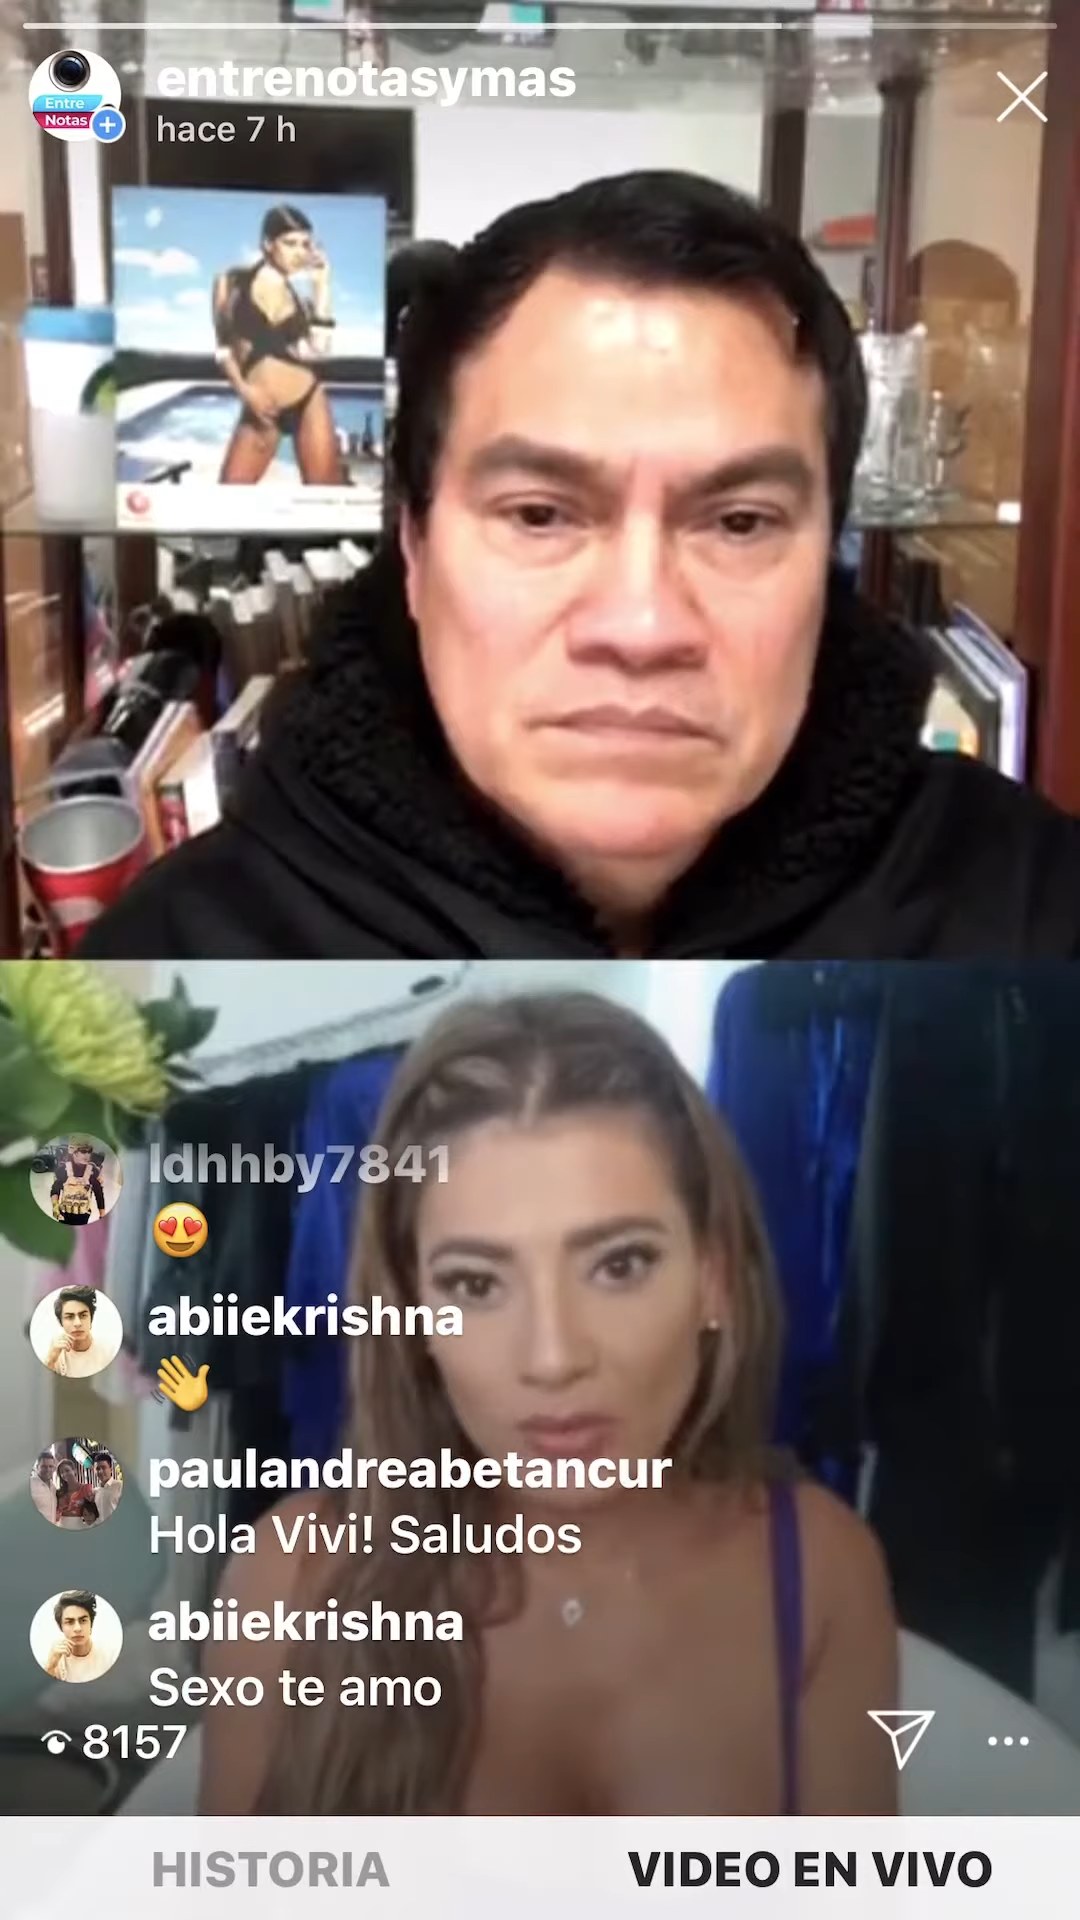 entrenotasymas
hace 7 h
Entre
Notas
ldhhby7841
😍
abiiekrishna
👋
paulandreabetancur
Hola Vivi! Saludos
abiiekrishna
Sexo te amo
8157
HISTORIA
VIDEO EN VIVO